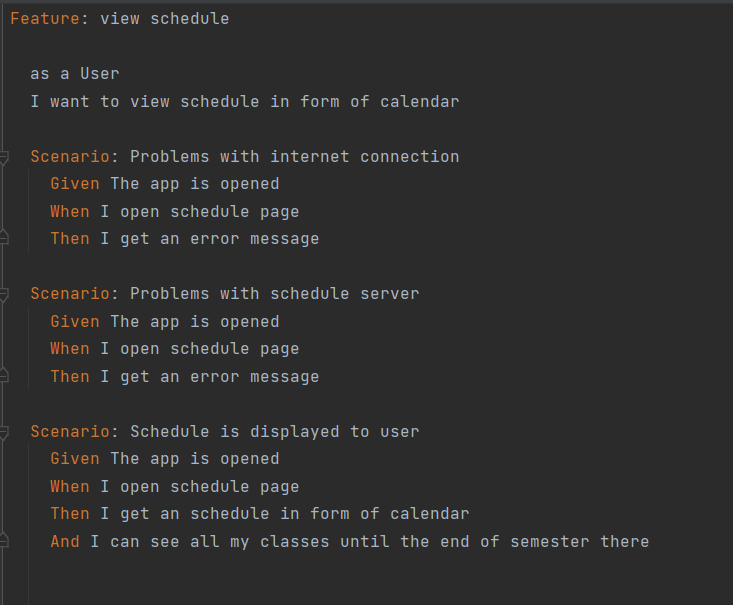 Feature: view schedule
as a User
I want to view schedule in form of calendar
Scenario: Problems with internet connection
Given The app is opened
When I open schedule page
Then I get an error message
Scenario: Problems with schedule server
Given The app is opened
When I open schedule page
Then I get an error message
Scenario: Schedule is displayed to user
Given The app is opened
When I open schedule page
Then I get an schedule in form of calendar
And I can see all my classes until the end of semester there